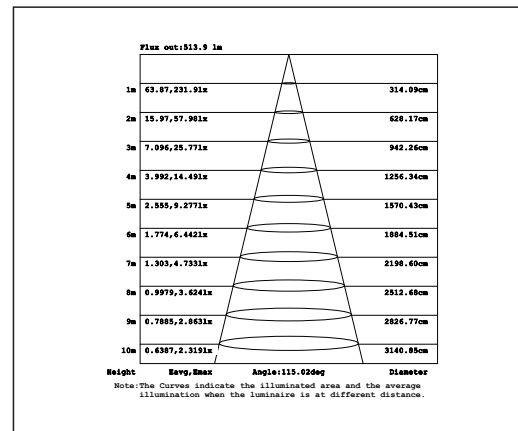 Flux out:513.9 lm
1m 63.87,231.9lx 314.09cm
2m 15.97,57.98lx 628.17cm
3m 7.096,25.77lx 942.26cm
4m 3.992,14.49lx 1256.34cm
5m 2.555,9.277lx 1570.43cm
6m 1.774,6.442lx 1884.51cm
7m 1.303,4.733lx 2198.60cm
8m 0.9979,3.624lx 2512.68cm
9m 0.7885,2.863lx 2826.77cm
10m 0.6387,2.319lx 3140.85cm
Height Eavg,Emax Angle:115.02deg Diameter
Note:The Curves indicate the illuminated area and the average
illumination when the luminaire is at different distance.